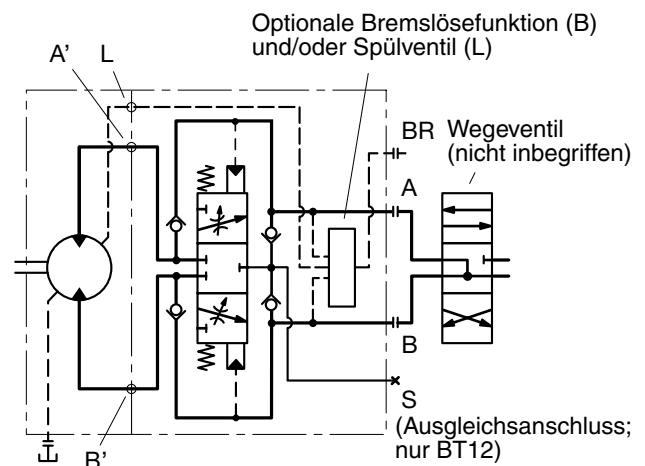 Optionale Bremslösefunktion (B)
und/oder Spülventil (L)
A’
L
BR
Wegeventil
(nicht inbegriffen)
A
B
S
(Ausgleichsanschluss;
nur BT12)
B’